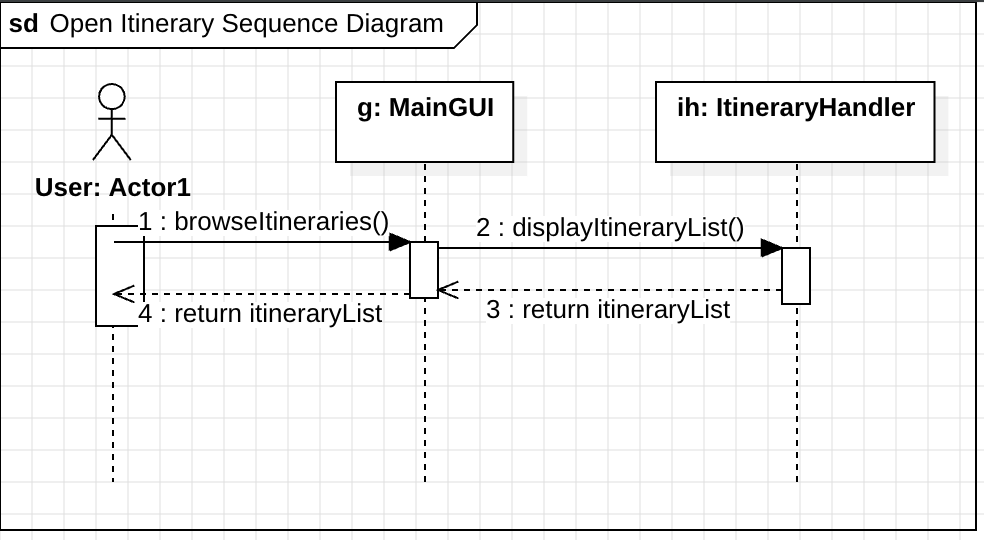 sd Open Itinerary Sequence Diagram
g: MainGUI
ih: ItineraryHandler
User: Actor1
1 : browseItineraries()
2 : displayItineraryList()
3 : return itineraryList
4 : return itineraryList